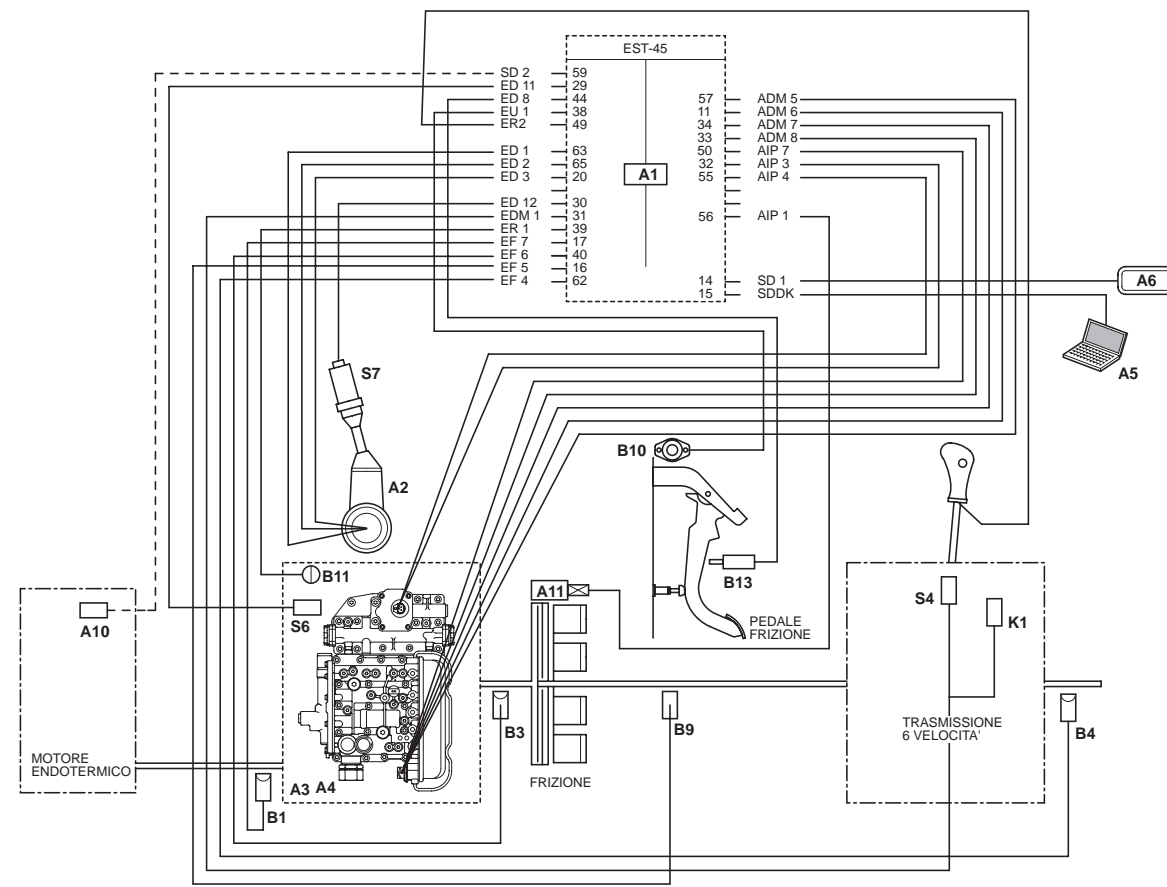 EST-45
SD 2 59
ED 11 29
ED 8 44 57 ADM 5
EU 1 38 11 ADM 6
ER2 49 34 ADM 7
33 ADM 8
ED 1 63 50 AIP 7
ED 2 65 32 AIP 3
ED 3 20 A1 55 AIP 4
ED 12 30
EDM 1 31 56 AIP 1
ER 1 39
EF 7 17
EF 6 40
EF 5 16
EF 4 62 14 SD 1 A6
15 SDDK
S7 A5
B10
A2
B11 A11 B13
A10 S6 S4
PEDALE
FRIZIONE
K1
B3 B9 B4
TRASMISSIONE
6 VELOCITA'
MOTORE
ENDOTERMICO
FRIZIONE
A3 A4
B1